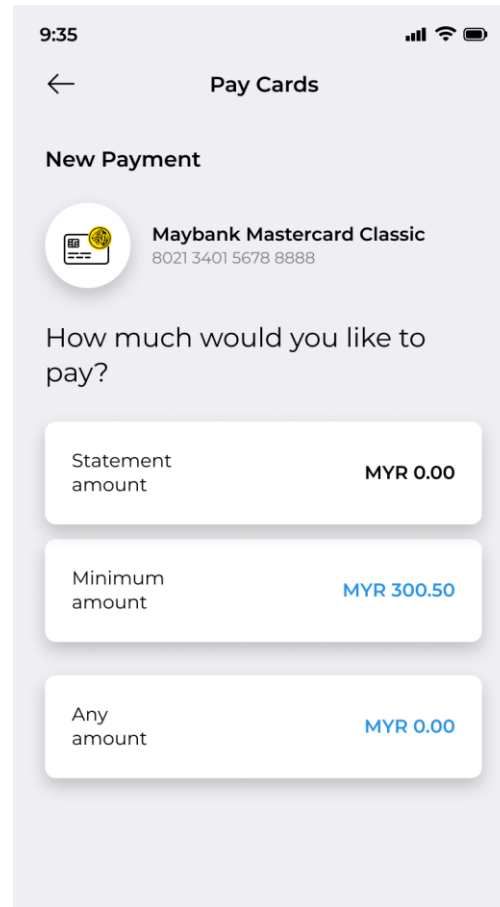 9:35
Pay Cards
New Payment
Maybank Mastercard Classic
8021 3401 5678 8888
How much would you like to
pay?
Statement
amount
MYR 0.00
Minimum
amount
MYR 300.50
Any
amount
MYR 0.00